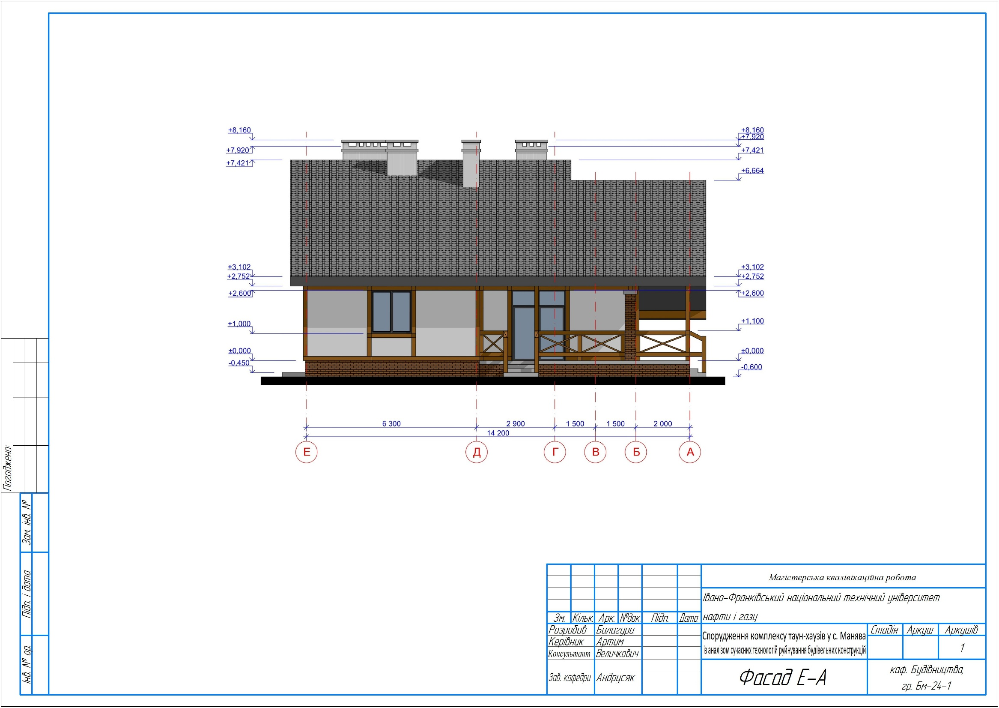 +8,160
+7,920
+7,421
+3,102
+2,752
+2,600
+1,000
±0,000
-0,450
+8,160
+7,920
+7,421
+6,664
+3,102
+2,752
+2,600
+1,100
±0,000
-0,600
6 300 2 900 1 500 1 500 2 000
14 200
Е Д Г В Б А
Погоджено:
Зам. інв. №
Підп. і дата
Інв. № ор.
Магістерська квалівікаційна робота
Івано-Франківський національний технічний університет
нафти і газу
Зм. Кільк. Арк. №док. Підп. Дата
Розробив Балагура
Керівник Артим
Консультант Величкович
Зав. кафедри Андрусяк
Спорудження комплексу таун-хаузів у с. Манява
із аналізом сучасних технологій руйнування будівельних конструкцій
Стадія Аркуш Аркушів
1
Фасад Е-А
каф. Будівництва,
гр. Бм-24-1